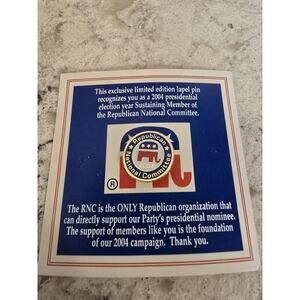 This exclusive limited edition lapel pin
recognizes you as a 2004 presidential
election year Sustaining Member of
the Republican National Committee.
Republican
National Committee
®
The RNC is the ONLY Republican organization that
can directly support our Party's presidential nominee.
The support of members like you is the foundation
of our 2004 campaign. Thank you.